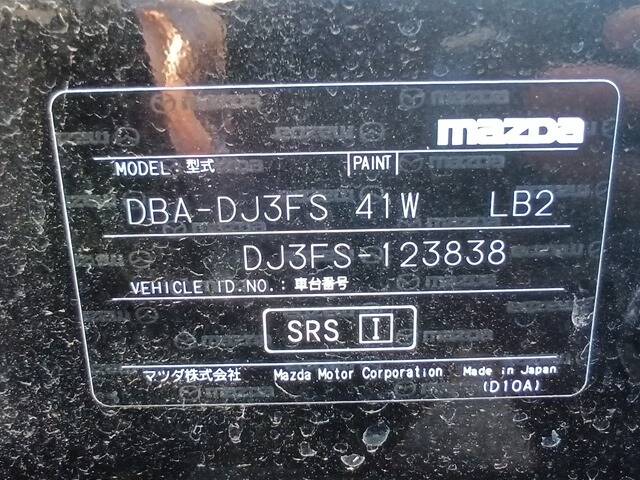 mazda
MODEL:型式 PAINT
DBA-DJ3FS 41W LB2
DJ3FS-123838
VEHICLE ID.NO.:車台番号
SRS I
マツダ株式会社 Mazda Motor Corporation Made in Japan
(D10A)